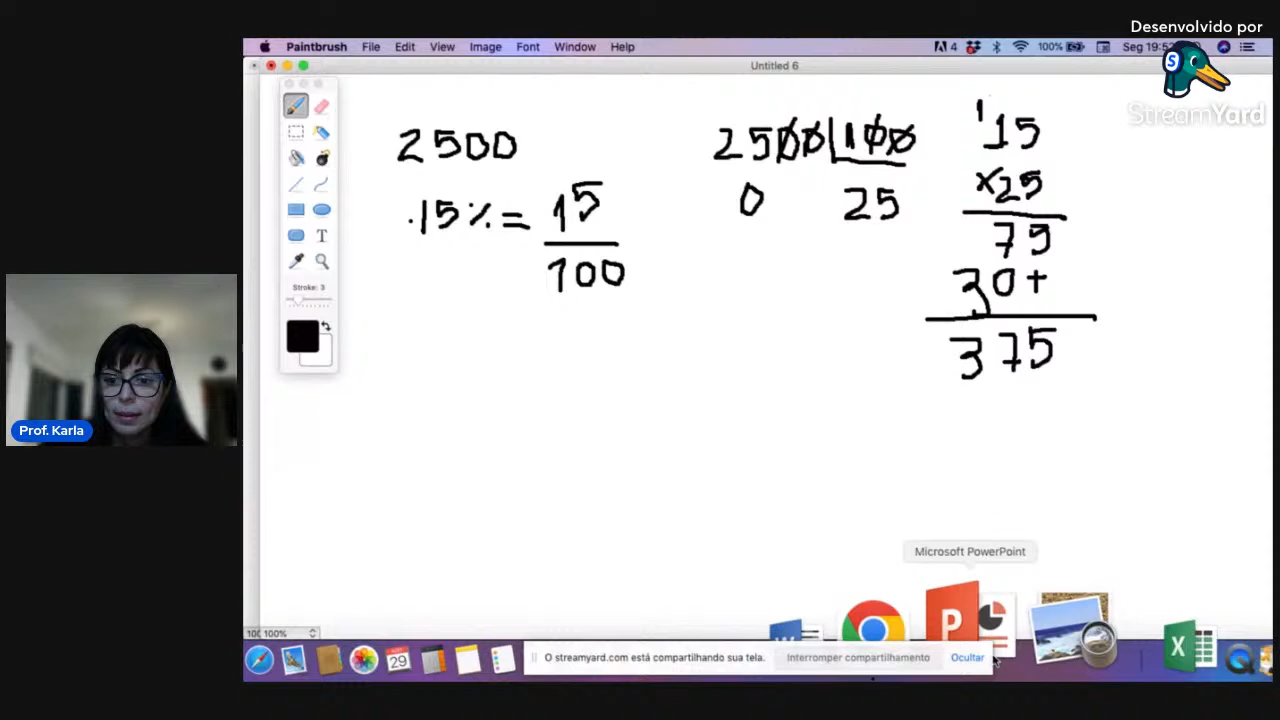 Desenvolvido por
StreamYard
Paintbrush File Edit View Image Font Window Help
4 100% Seg 19:5
Untitled 6
2500
.15% = 15
100
2500 100
0 25
1
15
x25
75
30+
375
Stroke: 3
Prof. Karla
Microsoft PowerPoint
100%
29
O streamyard.com está compartilhando sua tela. Interromper compartilhamento Ocultar